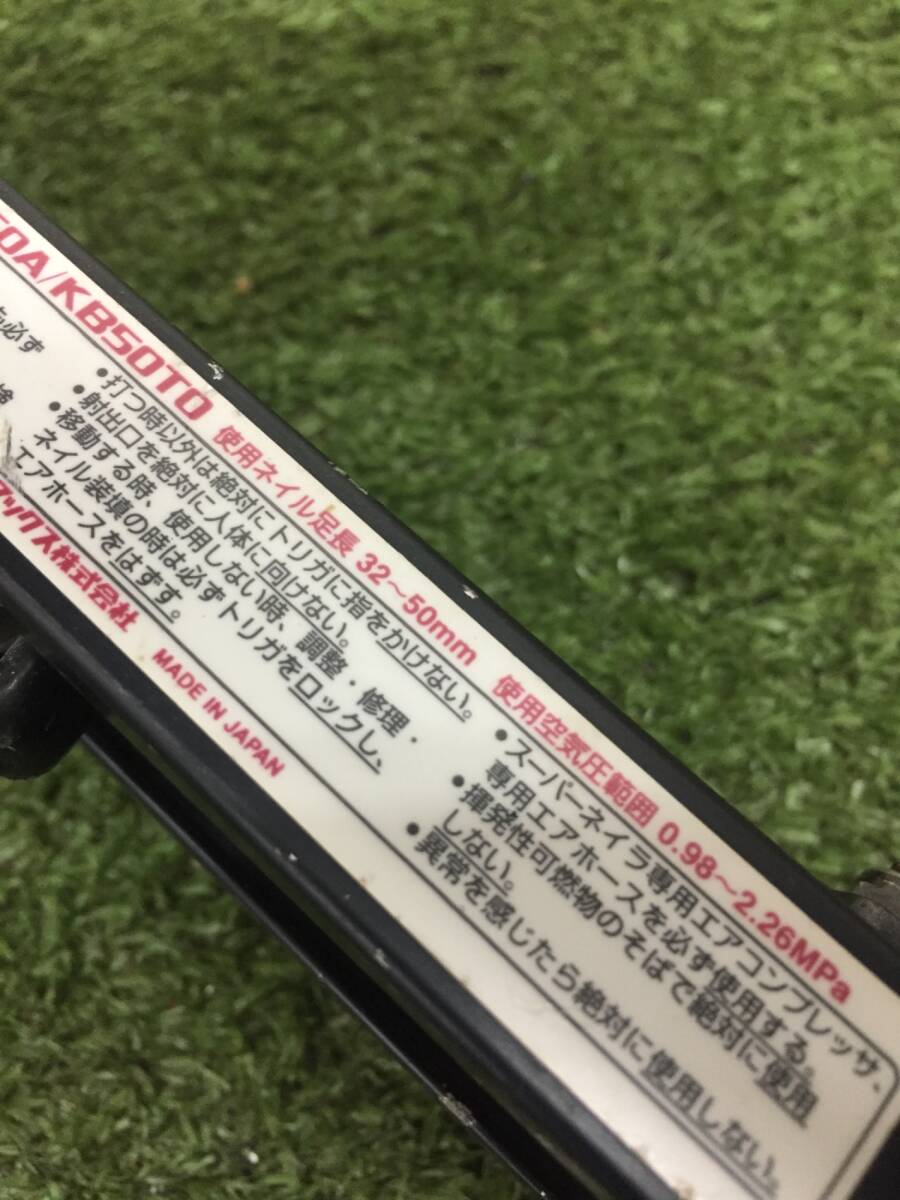 50A/KB50TO 使用ネイル足長 32～50mm 使用空気圧範囲 0.98～2.26MPa
必ず
検
•打つ時以外は絶対にトリガに指をかけない。
•射出口を絶対に人体に向けない。
•移動する時、使用しない時、調整・修理・
ネイル装填の時は必ずトリガをロックし、
エアホースをはずす。
•スーパーネイラ専用エアコンプレッサ、
専用エアホースを必ず使用する。
•揮発性可燃物のそばで絶対に使用
しない。
•異常を感じたら絶対に使用しない。
マックス株式会社 MADE IN JAPAN